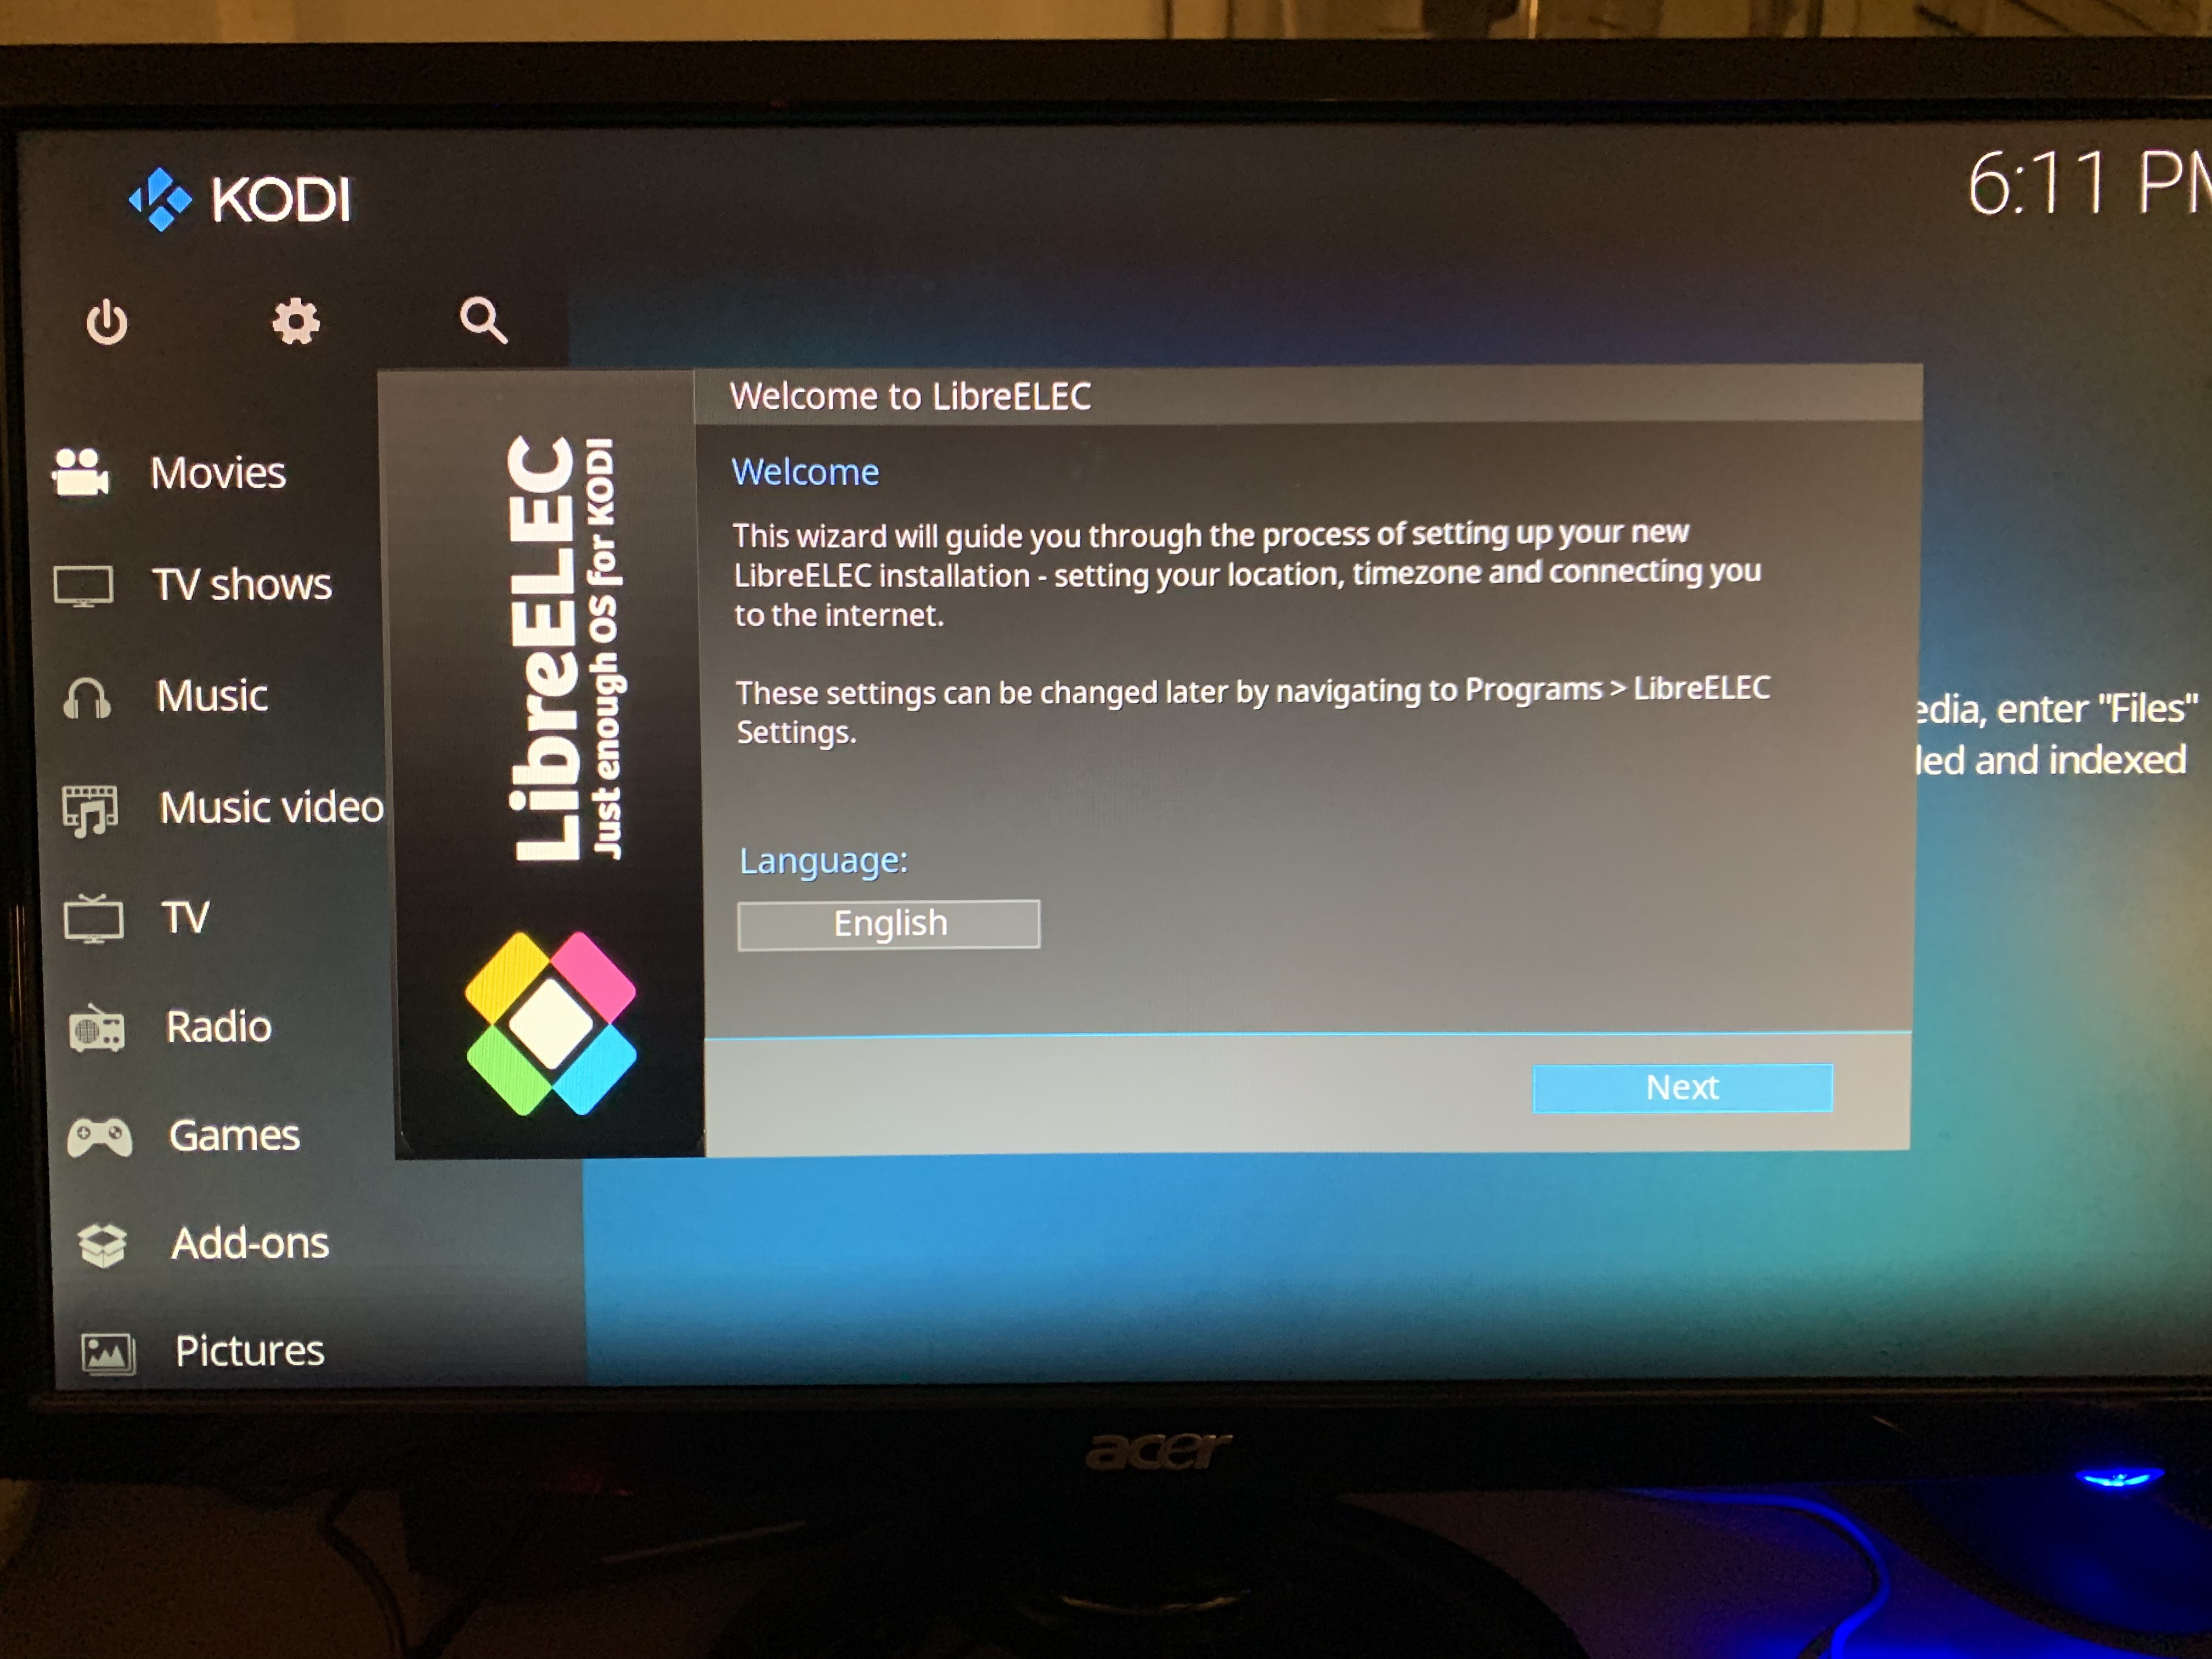 KODI
6:11 PM
Movies
TV shows
Music
Music video
TV
Radio
Games
Add-ons
Pictures
LibreELEC
Just enough OS for KODI
Welcome to LibreELEC
Welcome
This wizard will guide you through the process of setting up your new
LibreELEC installation - setting your location, timezone and connecting you
to the internet.
These settings can be changed later by navigating to Programs > LibreELEC
Settings.
Language:
English
Next
edia, enter "Files"
led and indexed
acer